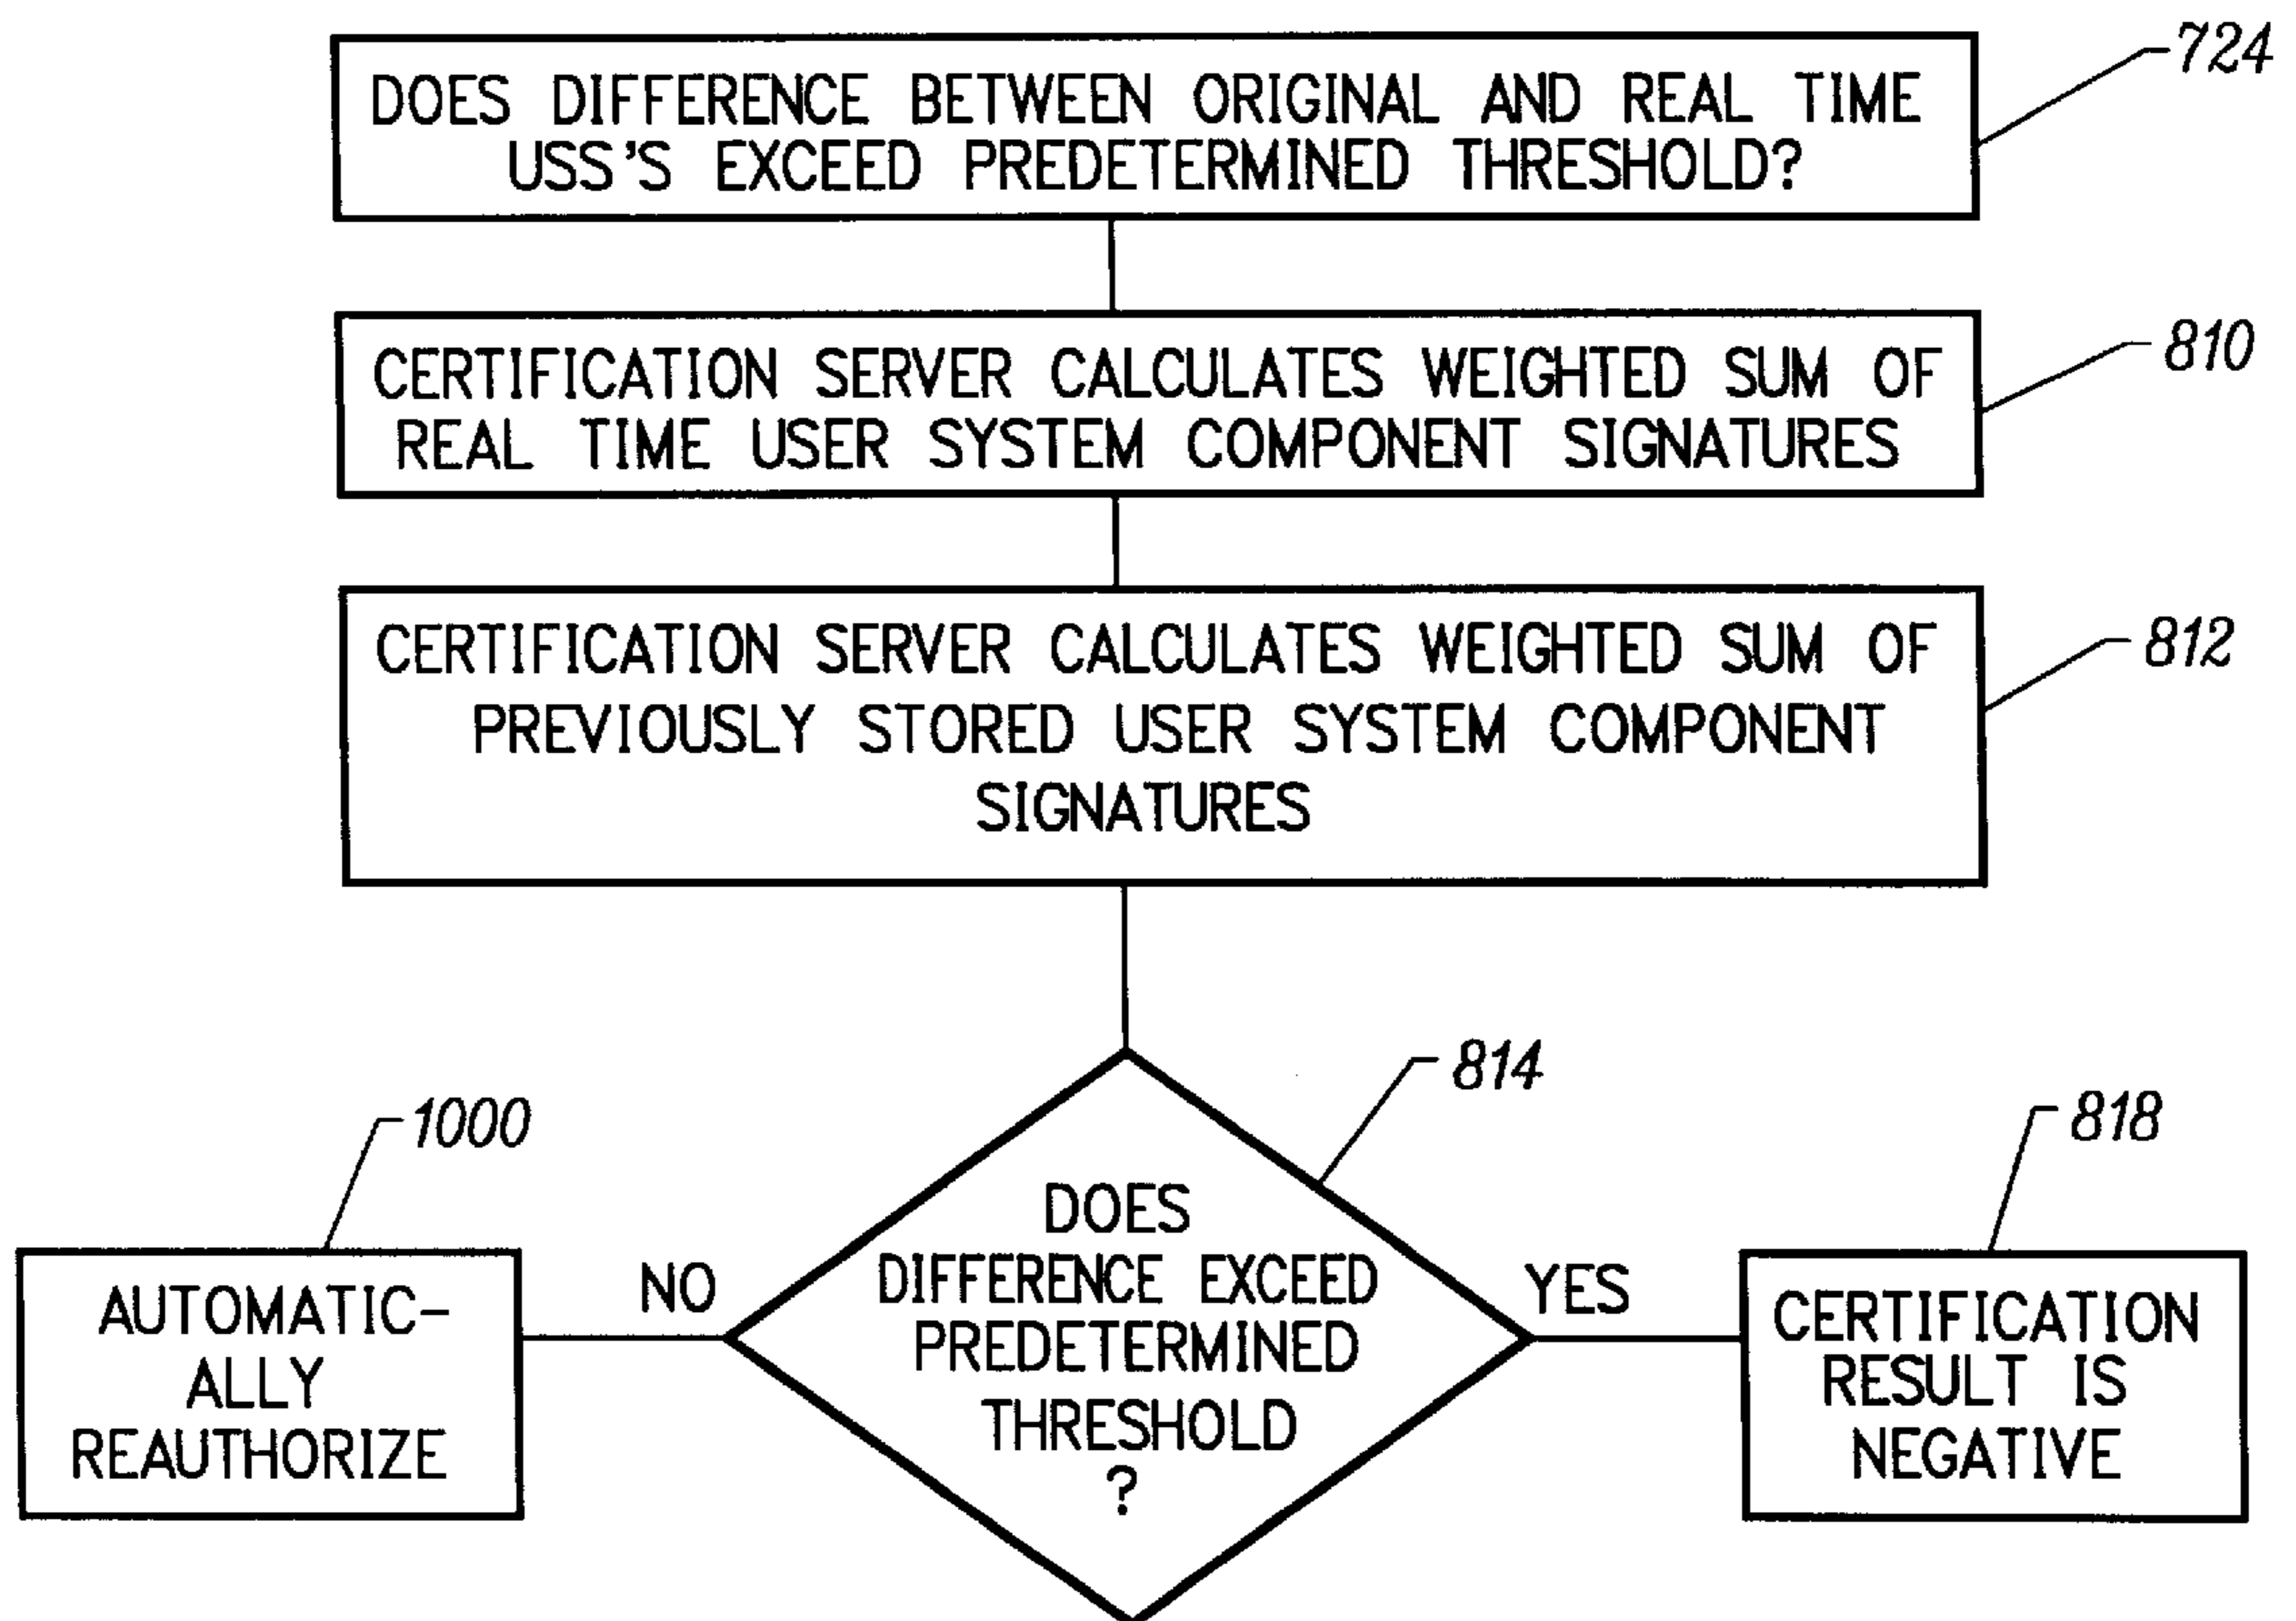 724
DOES DIFFERENCE BETWEEN ORIGINAL AND REAL TIME
USS'S EXCEED PREDETERMINED THRESHOLD?
810
CERTIFICATION SERVER CALCULATES WEIGHTED SUM OF
REAL TIME USER SYSTEM COMPONENT SIGNATURES
812
CERTIFICATION SERVER CALCULATES WEIGHTED SUM OF
PREVIOUSLY STORED USER SYSTEM COMPONENT
SIGNATURES
1000
AUTOMATIC-
ALLY
REAUTHORIZE
NO
814
DOES
DIFFERENCE EXCEED
PREDETERMINED
THRESHOLD
?
YES
818
CERTIFICATION
RESULT IS
NEGATIVE